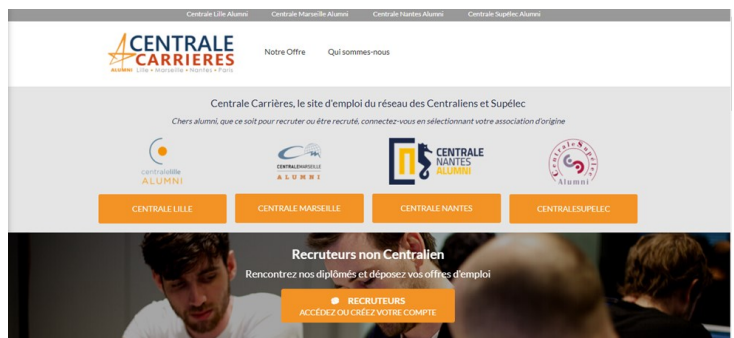 Centrale Lille Alumni Centrale Marseille Alumni Centrale Nantes Alumni Centrale Supélec Alumni
CENTRALE
CARRIERES
ALUMNI Lille • Marseille • Nantes • Paris
Notre Offre Qui sommes-nous
Centrale Carrières, le site d'emploi du réseau des Centraliens et Supélec
Chers alumni, que ce soit pour recruter ou être recruté, connectez-vous en sélectionnant votre association d'origine
centralelille
ALUMNI
CENTRALEMARSEILLE
ALUMNI
CENTRALE
NANTES
ALUMNI
CentraleSupélec
Alumni
CENTRALE LILLE CENTRALE MARSEILLE CENTRALE NANTES CENTRALESUPELEC
Recruteurs non Centralien
Rencontrez nos diplômés et déposez vos offres d'emploi
RECRUTEURS
ACCÉDEZ OU CRÉEZ VOTRE COMPTE